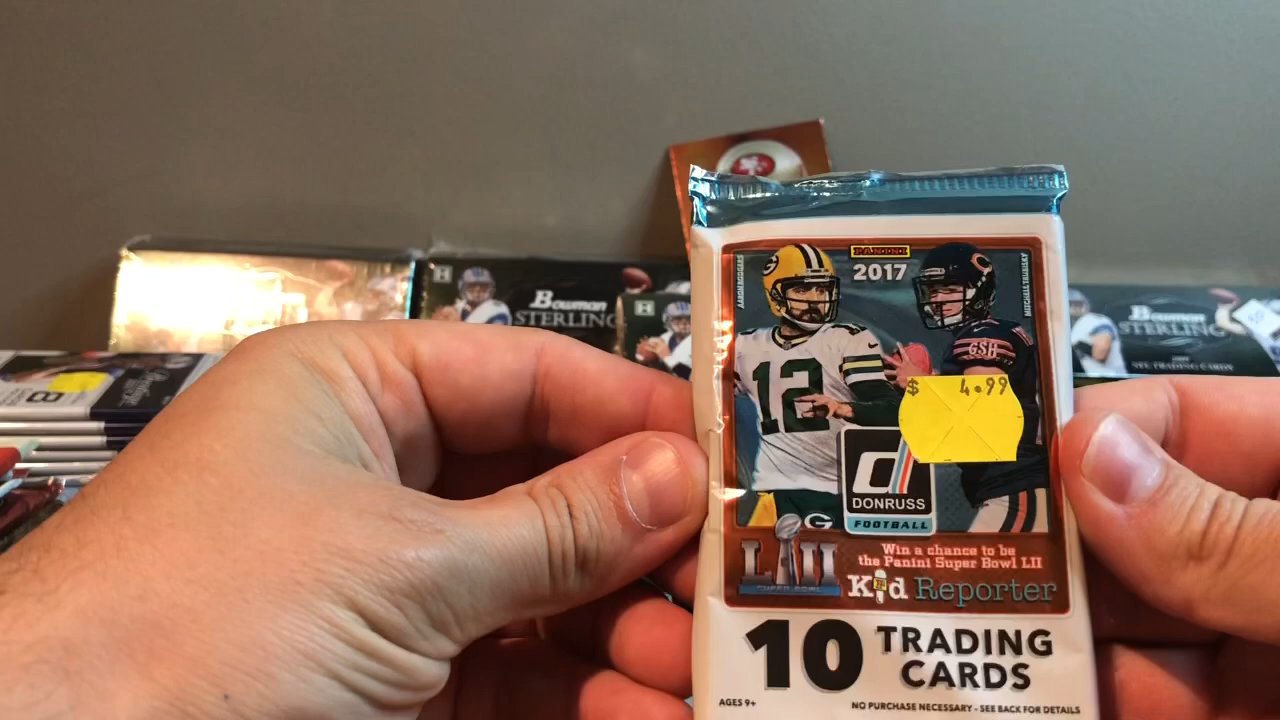 PANINI
2017
AARON RODGERS
MITCHELL TRUBISKY
12
GSH
$ 4.99
DONRUSS
FOOTBALL
G
LII
SUPER BOWL
Win a chance to be
the Panini Super Bowl LII
Kid Reporter
10 TRADING
CARDS
AGES 9+
NO PURCHASE NECESSARY - SEE BACK FOR DETAILS
H
Bowman
STERLING
H
Bowman
STERLING
NFL TRADING CARDS
8